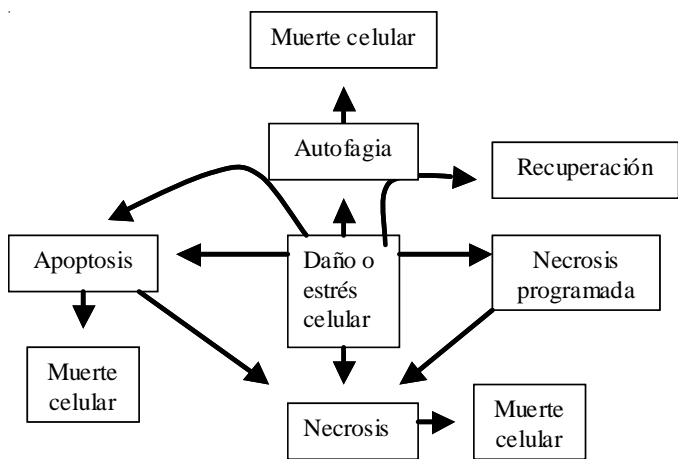 Muerte celular
Autofagia
Recuperación
Apoptosis
Daño o
estrés
celular
Necrosis
programada
Muerte
celular
Necrosis
Muerte
celular